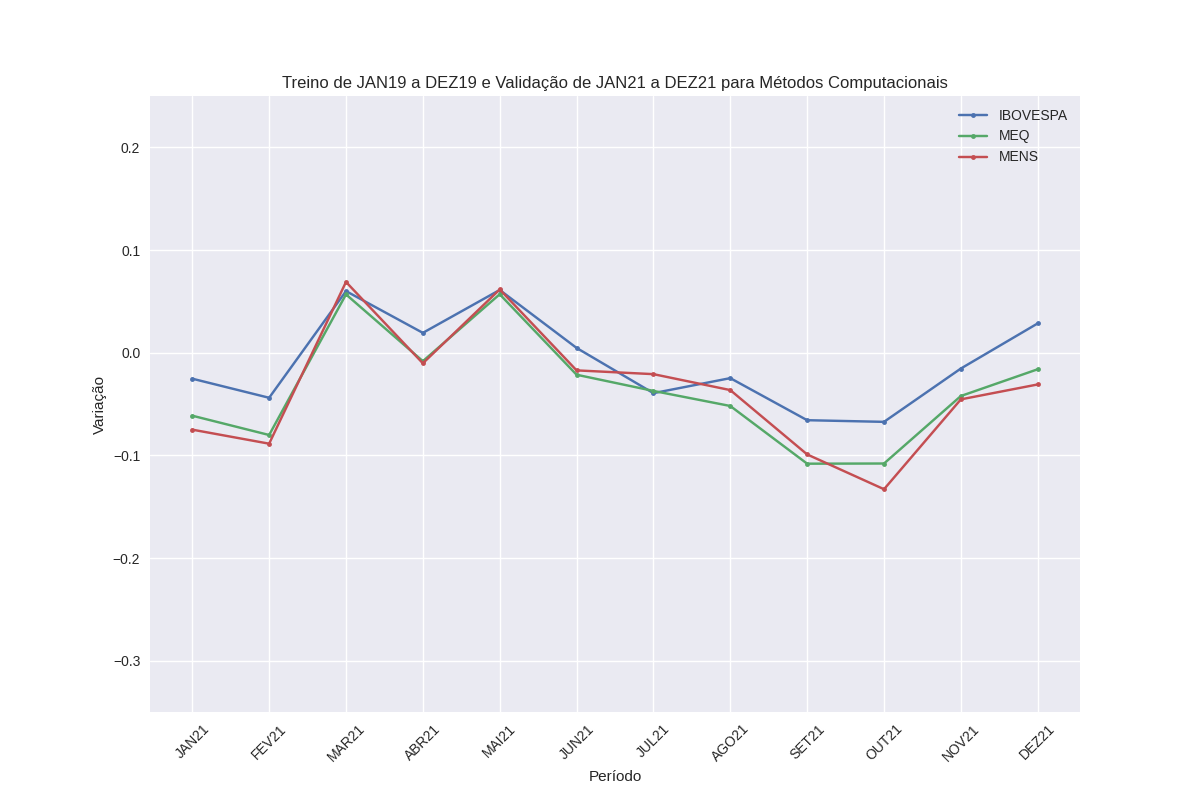 Treino de JAN19 a DEZ19 e Validação de JAN21 a DEZ21 para Métodos Computacionais
IBOVESPA
MEQ
MENS
0.2
0.1
0.0
−0.1
−0.2
−0.3
Variação
JAN21
FEV21
MAR21
ABR21
MAI21
JUN21
JUL21
AGO21
SET21
OUT21
NOV21
DEZ21
Período